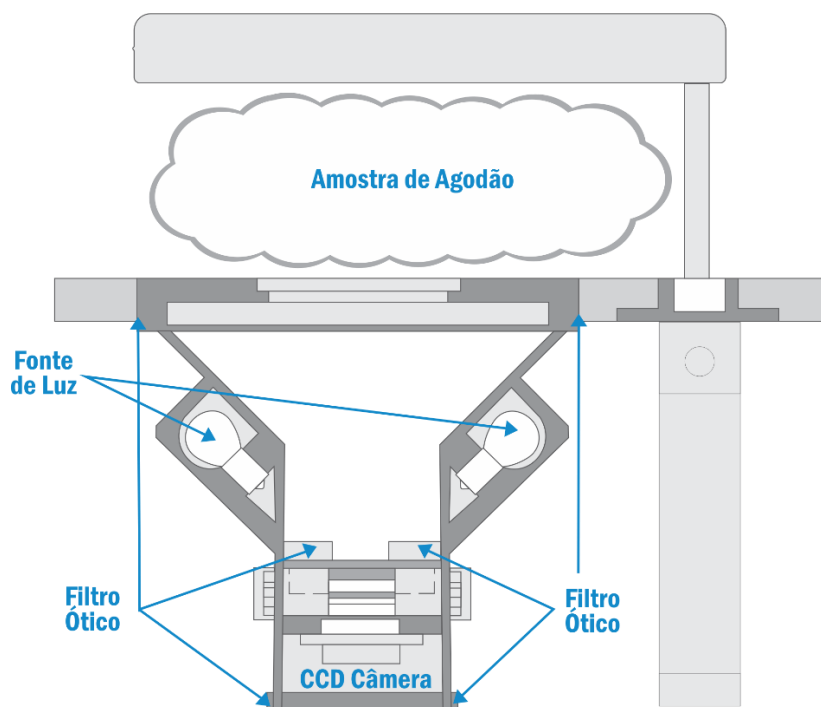 Amostra de Agodão
Fonte
de Luz
Filtro
Ótico
Filtro
Ótico
CCD Câmera